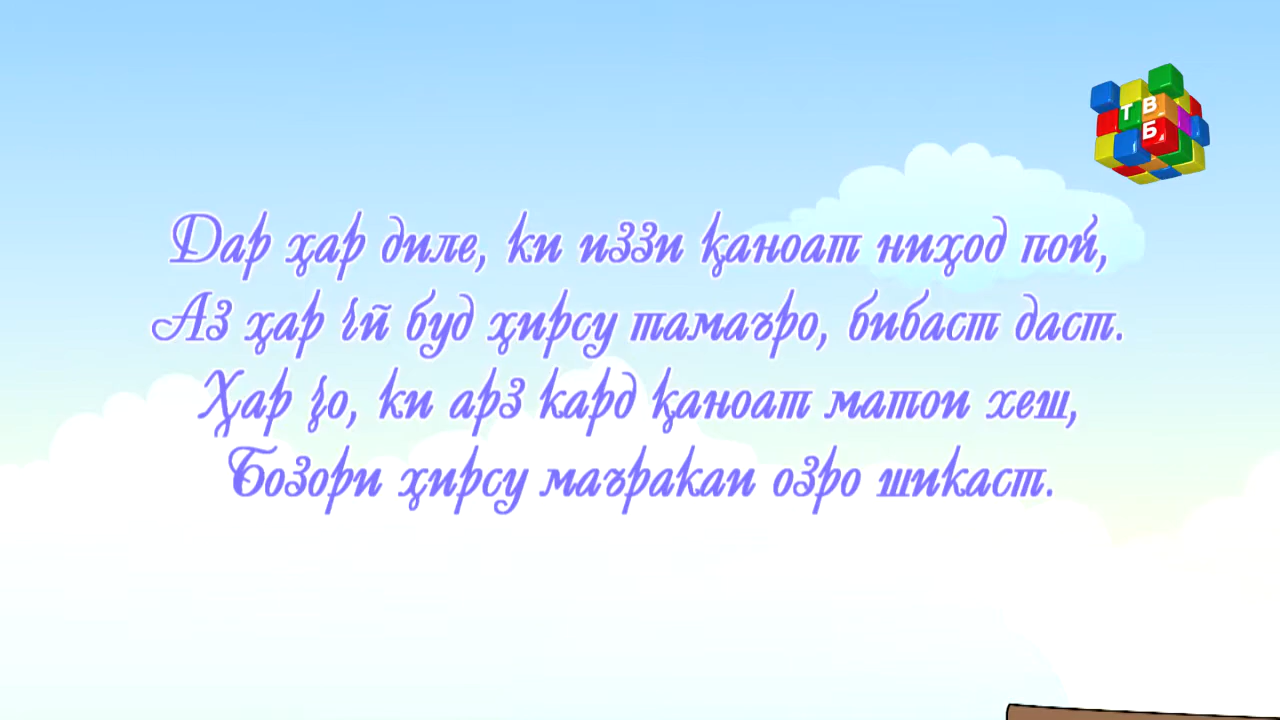 Дар ҳар диле, ки иззи қаноат ниҳод пой,
Аз ҳар чӣ буд ҳирсу тамаъро, бибаст даст.
Ҳар ҷо, ки арз кард қаноат матои хеш,
Бозори ҳирсу маъракаи озро шикаст.
ТВ
Б